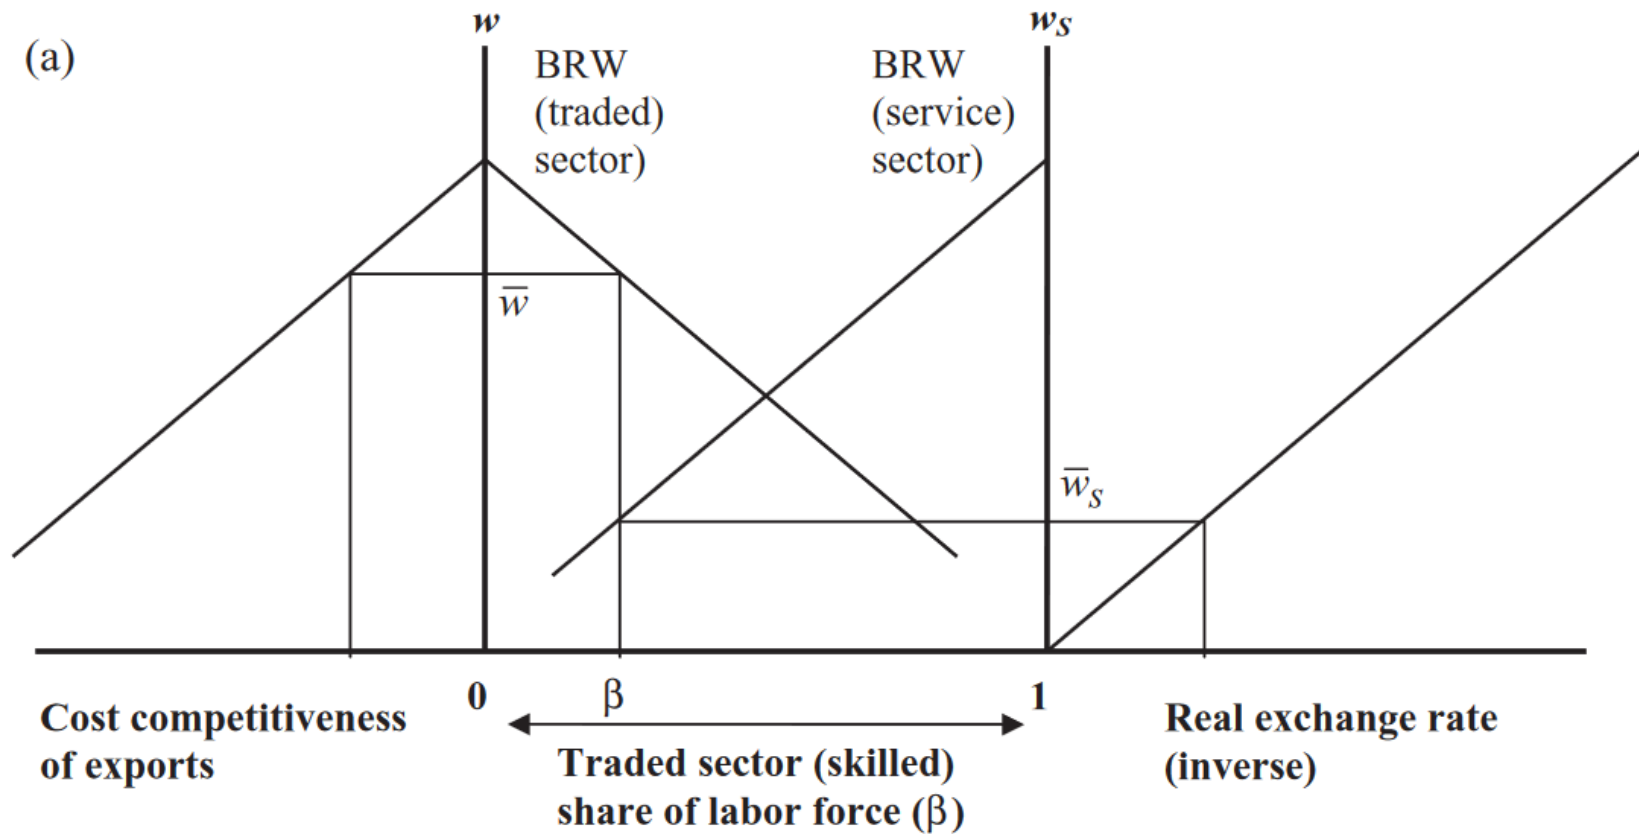 (a)
w
BRW
(traded)
sector)
BRW
(service)
sector)
w_S
w̅
w̅_S
0
β
1
Cost competitiveness
of exports
Traded sector (skilled)
share of labor force (β)
Real exchange rate
(inverse)